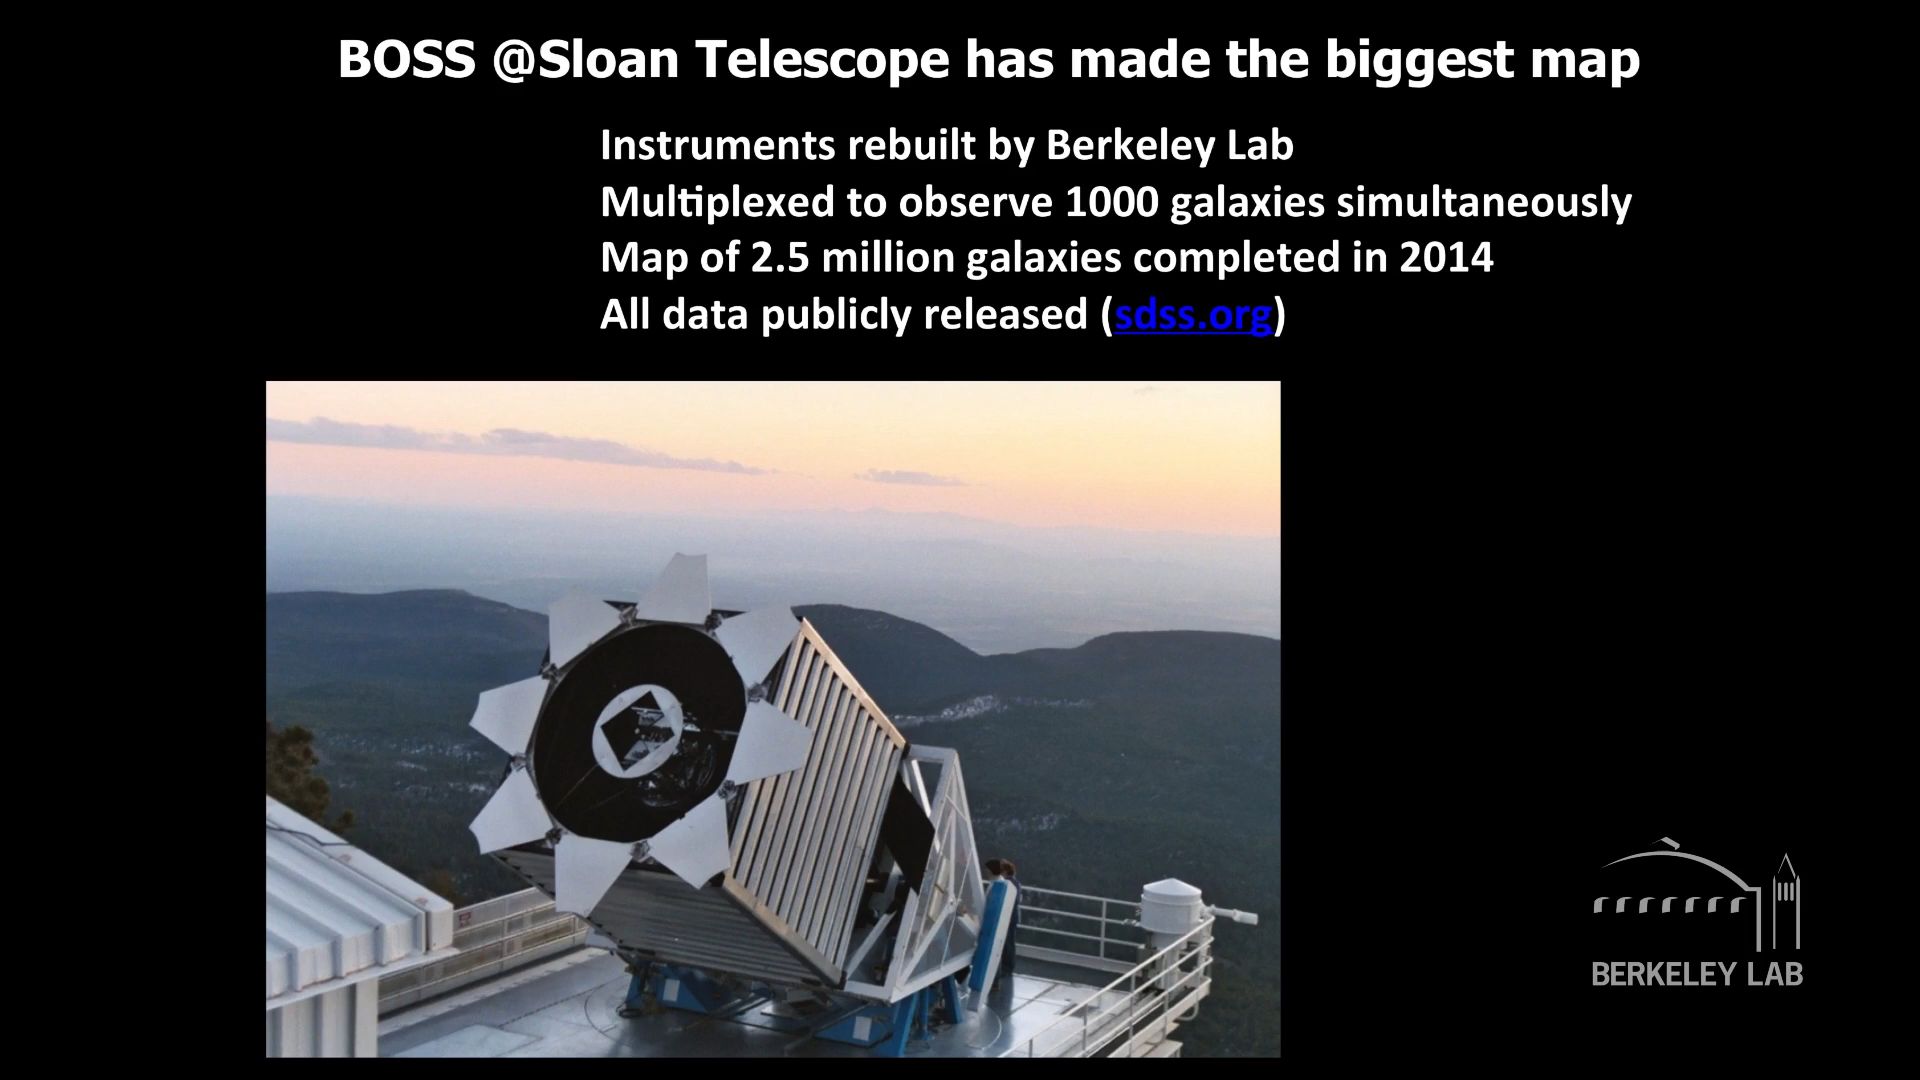 BOSS @Sloan Telescope has made the biggest map
Instruments rebuilt by Berkeley Lab
Multiplexed to observe 1000 galaxies simultaneously
Map of 2.5 million galaxies completed in 2014
All data publicly released (sdss.org)
BERKELEY LAB